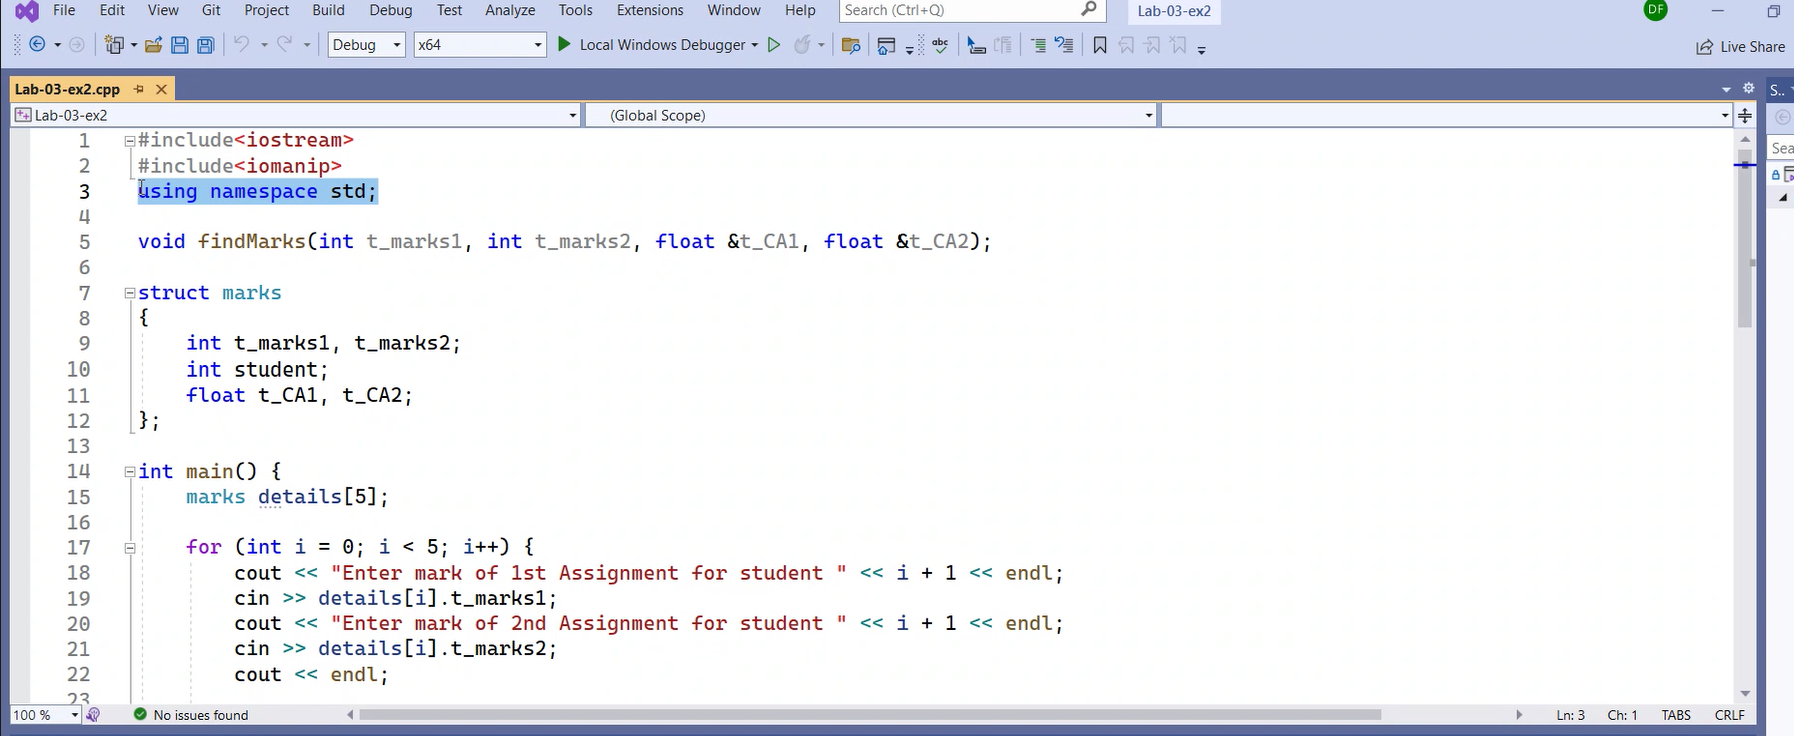 File Edit View Git Project Build Debug Test Analyze Tools Extensions Window Help Search (Ctrl+Q) Lab-03-ex2 DF
Debug x64 Local Windows Debugger abc Live Share
Lab-03-ex2.cpp S..
Lab-03-ex2 (Global Scope)
Sea
1 #include<iostream>
2 #include<iomanip>
3 using namespace std;
4
5 void findMarks(int t_marks1, int t_marks2, float &t_CA1, float &t_CA2);
6
7 struct marks
8 {
9 int t_marks1, t_marks2;
10 int student;
11 float t_CA1, t_CA2;
12 };
13
14 int main() {
15 marks details[5];
16
17 for (int i = 0; i < 5; i++) {
18 cout << "Enter mark of 1st Assignment for student " << i + 1 << endl;
19 cin >> details[i].t_marks1;
20 cout << "Enter mark of 2nd Assignment for student " << i + 1 << endl;
21 cin >> details[i].t_marks2;
22 cout << endl;
23
100 % No issues found Ln: 3 Ch: 1 TABS CRLF